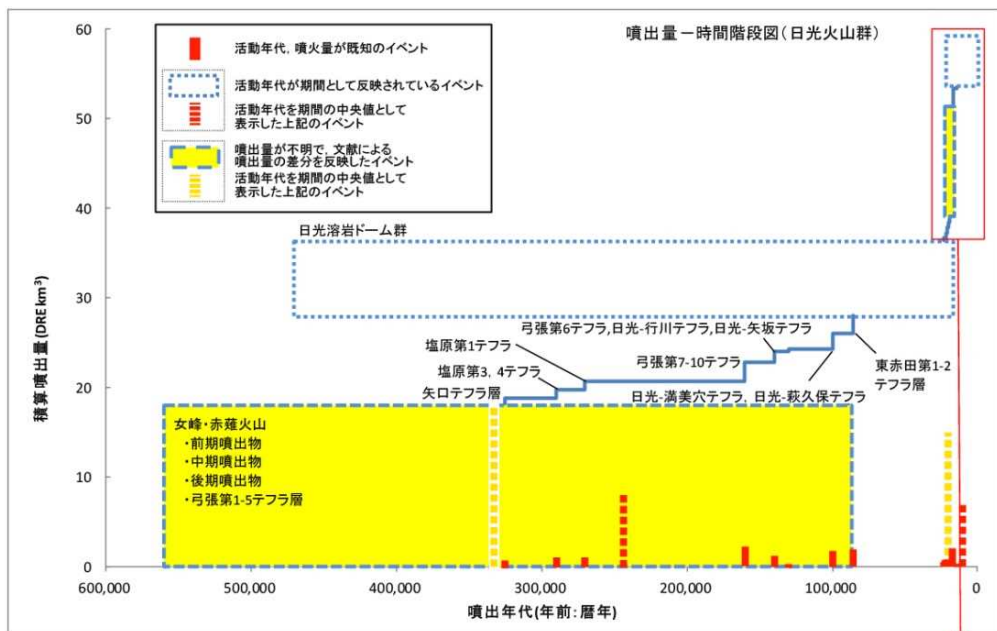 噴出量－時間階段図（日光火山群）
活動年代，噴火量が既知のイベント
活動年代が期間として反映されているイベント
活動年代を期間の中央値として
表示した上記のイベント
噴出量が不明で，文献による
噴出量の差分を反映したイベント
活動年代を期間の中央値として
表示した上記のイベント
積算噴出量(DRE km³)
60
50
40
30
20
10
0
日光溶岩ドーム群
弓張第6テフラ,日光-行川テフラ,日光-矢坂テフラ
塩原第1テフラ
塩原第3，4テフラ
矢口テフラ層
弓張第7-10テフラ
東赤田第1-2
テフラ層
日光-満美穴テフラ，日光-萩久保テフラ
女峰・赤薙火山
・前期噴出物
・中期噴出物
・後期噴出物
・弓張第1-5テフラ層
600,000
500,000
400,000
300,000
200,000
100,000
0
噴出年代(年前：暦年)